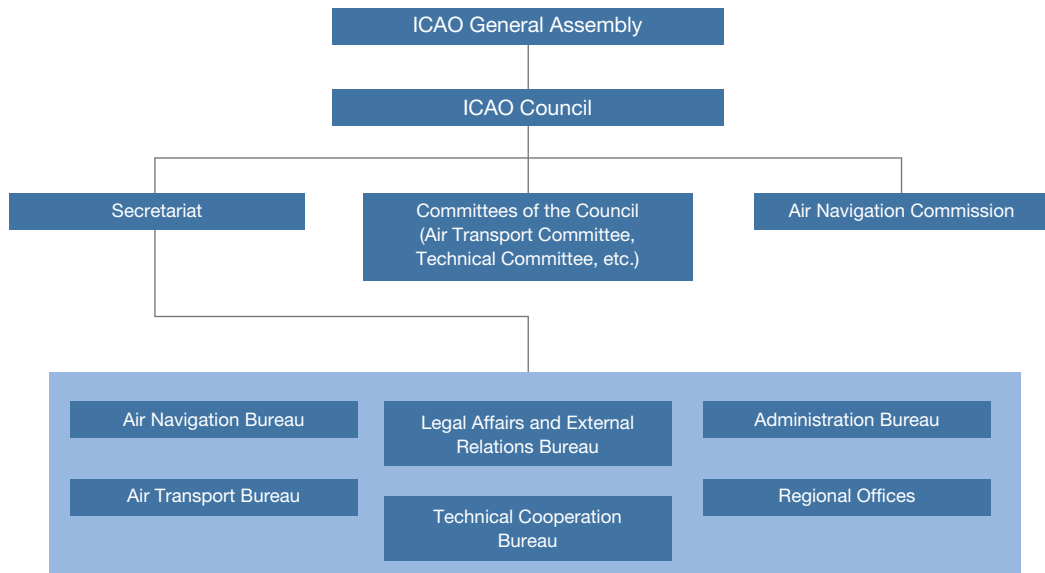 ICAO General Assembly
ICAO Council
Secretariat
Committees of the Council
(Air Transport Committee,
Technical Committee, etc.)
Air Navigation Commission
Air Navigation Bureau
Legal Affairs and External
Relations Bureau
Administration Bureau
Air Transport Bureau
Technical Cooperation
Bureau
Regional Offices